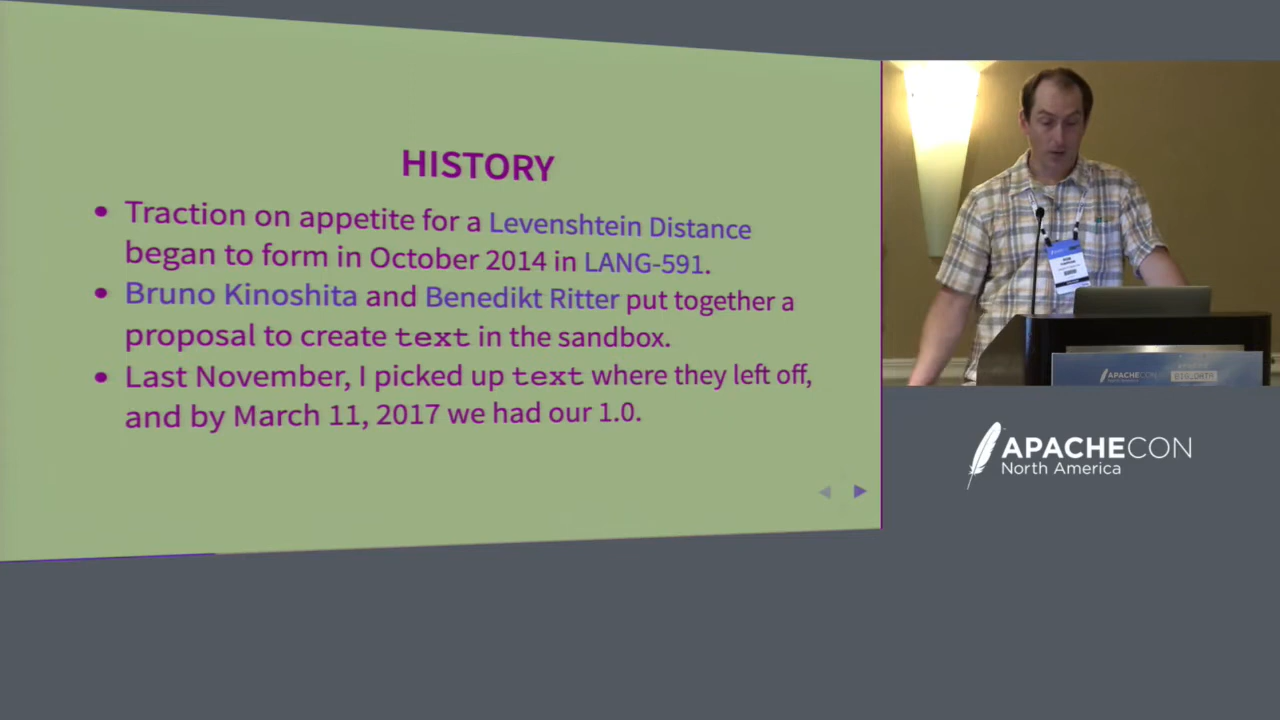 HISTORY
• Traction on appetite for a Levenshtein Distance
began to form in October 2014 in LANG-591.
• Bruno Kinoshita and Benedikt Ritter put together a
proposal to create text in the sandbox.
• Last November, I picked up text where they left off,
and by March 11, 2017 we had our 1.0.
APACHECON
North America
APACHECON
BIG_DATA